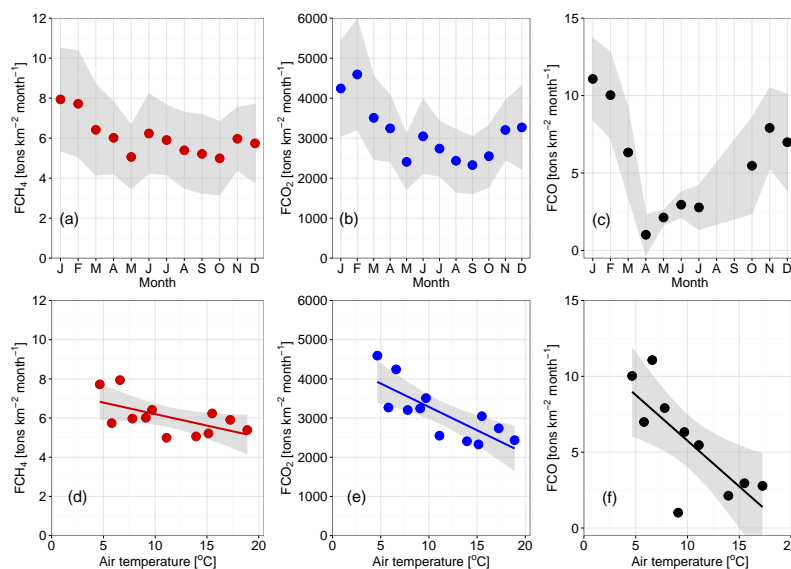 FCH₄ [tons km⁻² month⁻¹]
12
10
8
6
4
2
0
(a)
J F M A M J J A S O N D
Month
FCO₂ [tons km⁻² month⁻¹]
6000
5000
4000
3000
2000
1000
0
(b)
J F M A M J J A S O N D
Month
FCO [tons km⁻² month⁻¹]
15
10
5
0
(c)
J F M A M J J A S O N D
Month
FCH₄ [tons km⁻² month⁻¹]
12
10
8
6
4
2
0
(d)
0 5 10 15 20
Air temperature [°C]
FCO₂ [tons km⁻² month⁻¹]
6000
5000
4000
3000
2000
1000
0
(e)
0 5 10 15 20
Air temperature [°C]
FCO [tons km⁻² month⁻¹]
15
10
5
0
(f)
0 5 10 15 20
Air temperature [°C]